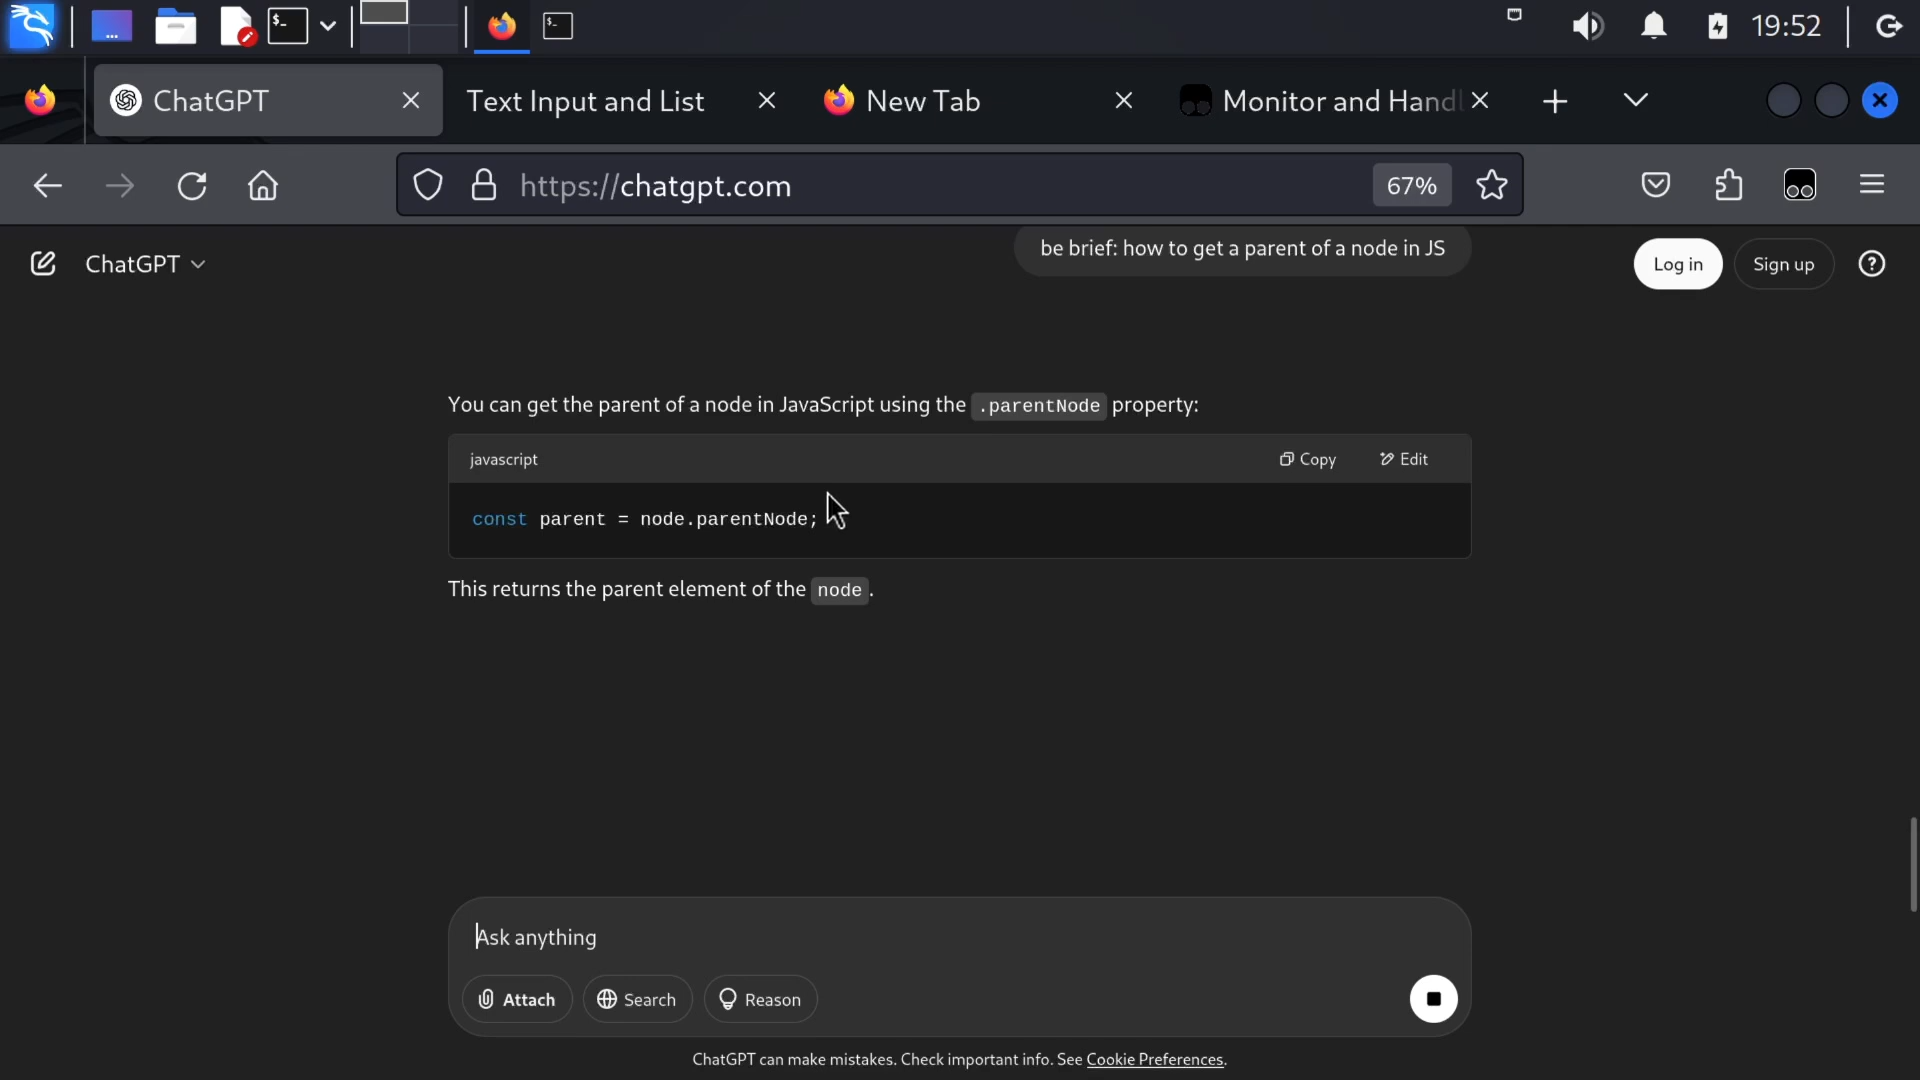 19:52
ChatGPT
Text Input and List
New Tab
Monitor and Handl
https://chatgpt.com
67%
be brief: how to get a parent of a node in JS
ChatGPT
Log in
Sign up
You can get the parent of a node in JavaScript using the .parentNode property:
javascript
Copy
Edit
const parent = node.parentNode;
This returns the parent element of the node.
Ask anything
Attach
Search
Reason
ChatGPT can make mistakes. Check important info. See Cookie Preferences.